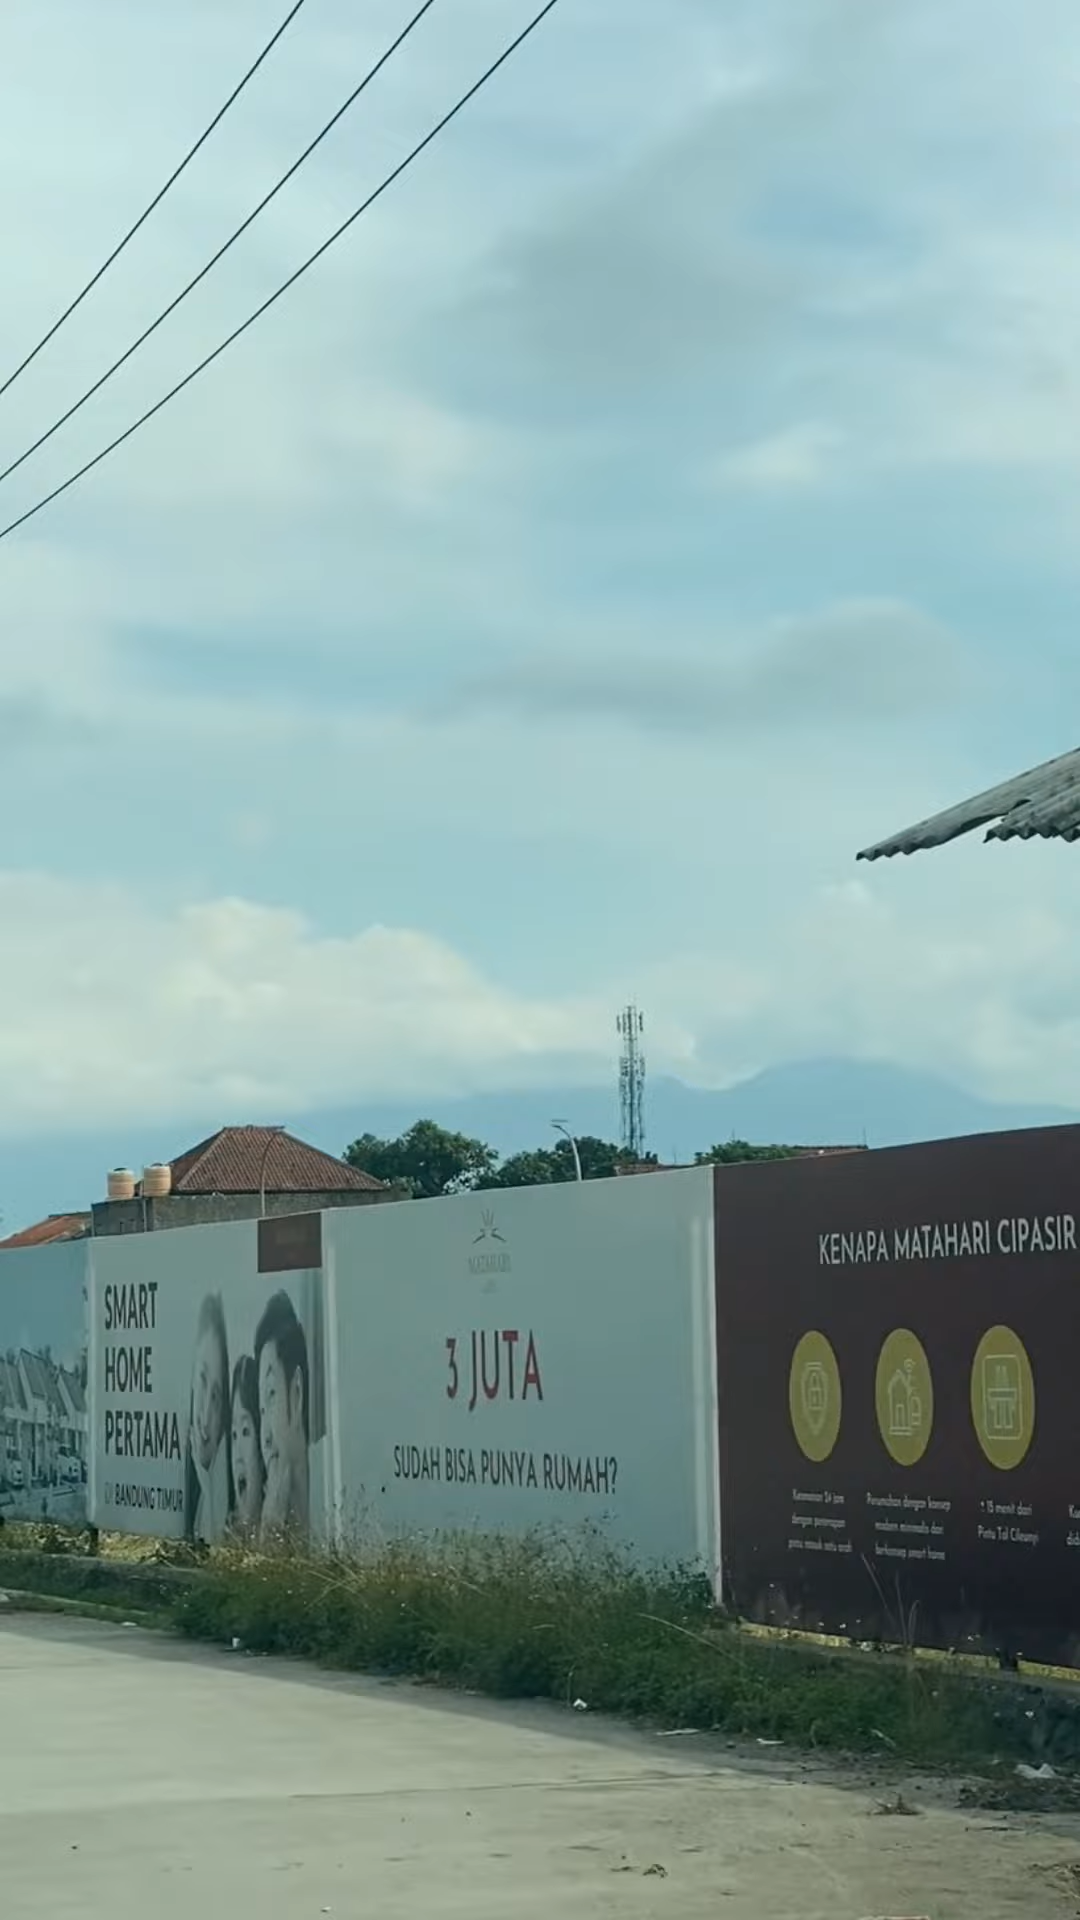 SMART
HOME
PERTAMA
DI BANDUNG TIMUR
MATAHARI
3 JUTA
SUDAH BISA PUNYA RUMAH?
KENAPA MATAHARI CIPASIR
Keamanan 24 jam
dengan penerapan
pintu masuk satu arah
Perumahan dengan konsep
modern minimalis dan
berkonsep smart home
± 15 menit dari
Pintu Tol Cileunyi